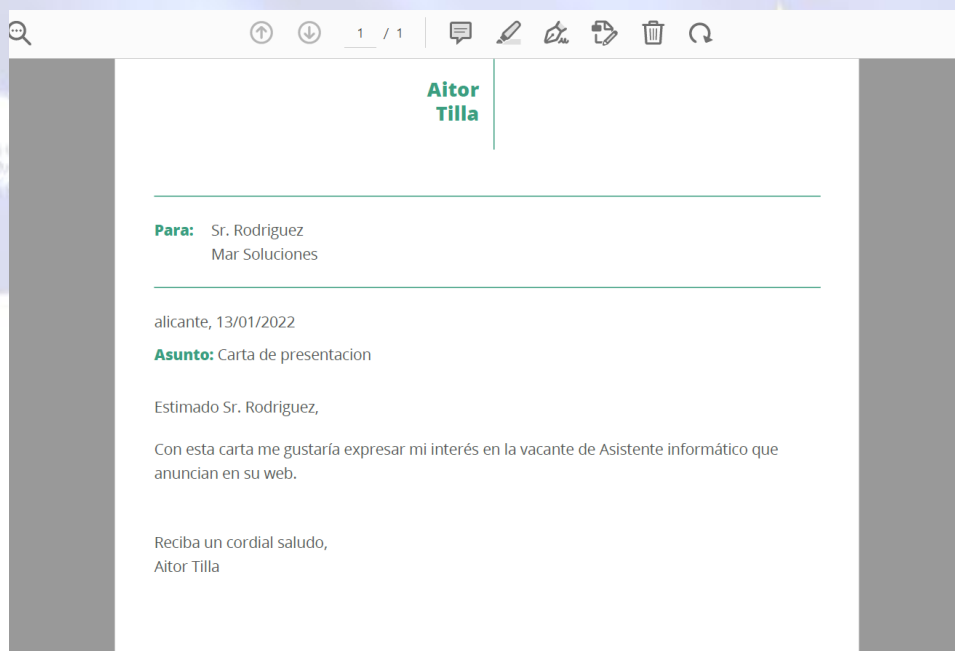 1 / 1
Aitor
Tilla
Para: Sr. Rodriguez
Mar Soluciones
alicante, 13/01/2022
Asunto: Carta de presentacion
Estimado Sr. Rodriguez,
Con esta carta me gustaría expresar mi interés en la vacante de Asistente informático que
anuncian en su web.
Reciba un cordial saludo,
Aitor Tilla